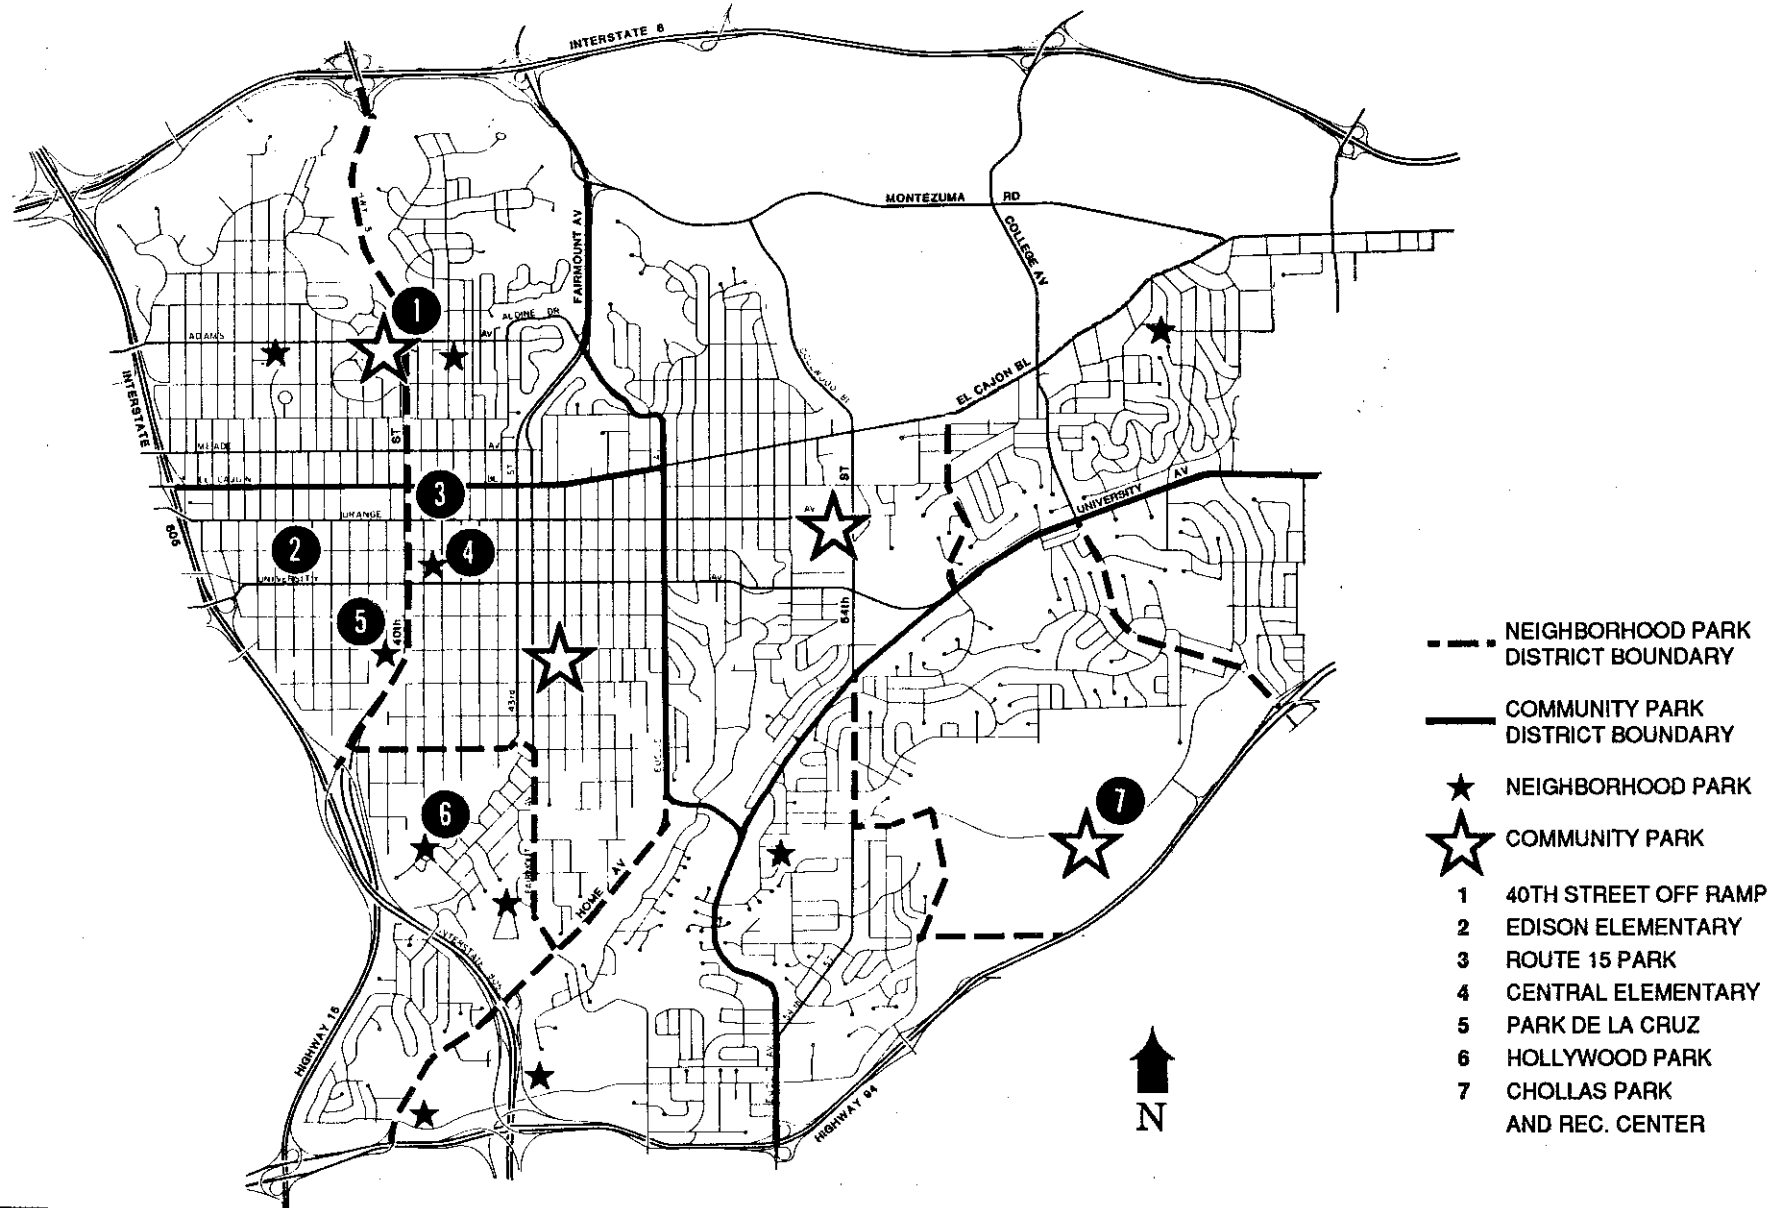 INTERSTATE 8
MONTEZUMA RD
COLLEGE AV
FAIRMOUNT AV
ALDINE DR
ADAMS
AV
1
EL CAJON BL
INTERSTATE
805
MEADE
AV
ST
ST
EL CAJON
BL
3
ORANGE
AV
ST
UNIVERSITY AV
2
4
UNIVERSITY
AV
5
40th
54th
43rd
6
7
HOME AV
FAIRMOUNT
INTERSTATE 805
HIGHWAY 15
HIGHWAY 94
N
NEIGHBORHOOD PARK
DISTRICT BOUNDARY
COMMUNITY PARK
DISTRICT BOUNDARY
NEIGHBORHOOD PARK
COMMUNITY PARK
1 40TH STREET OFF RAMP
2 EDISON ELEMENTARY
3 ROUTE 15 PARK
4 CENTRAL ELEMENTARY
5 PARK DE LA CRUZ
6 HOLLYWOOD PARK
7 CHOLLAS PARK
AND REC. CENTER